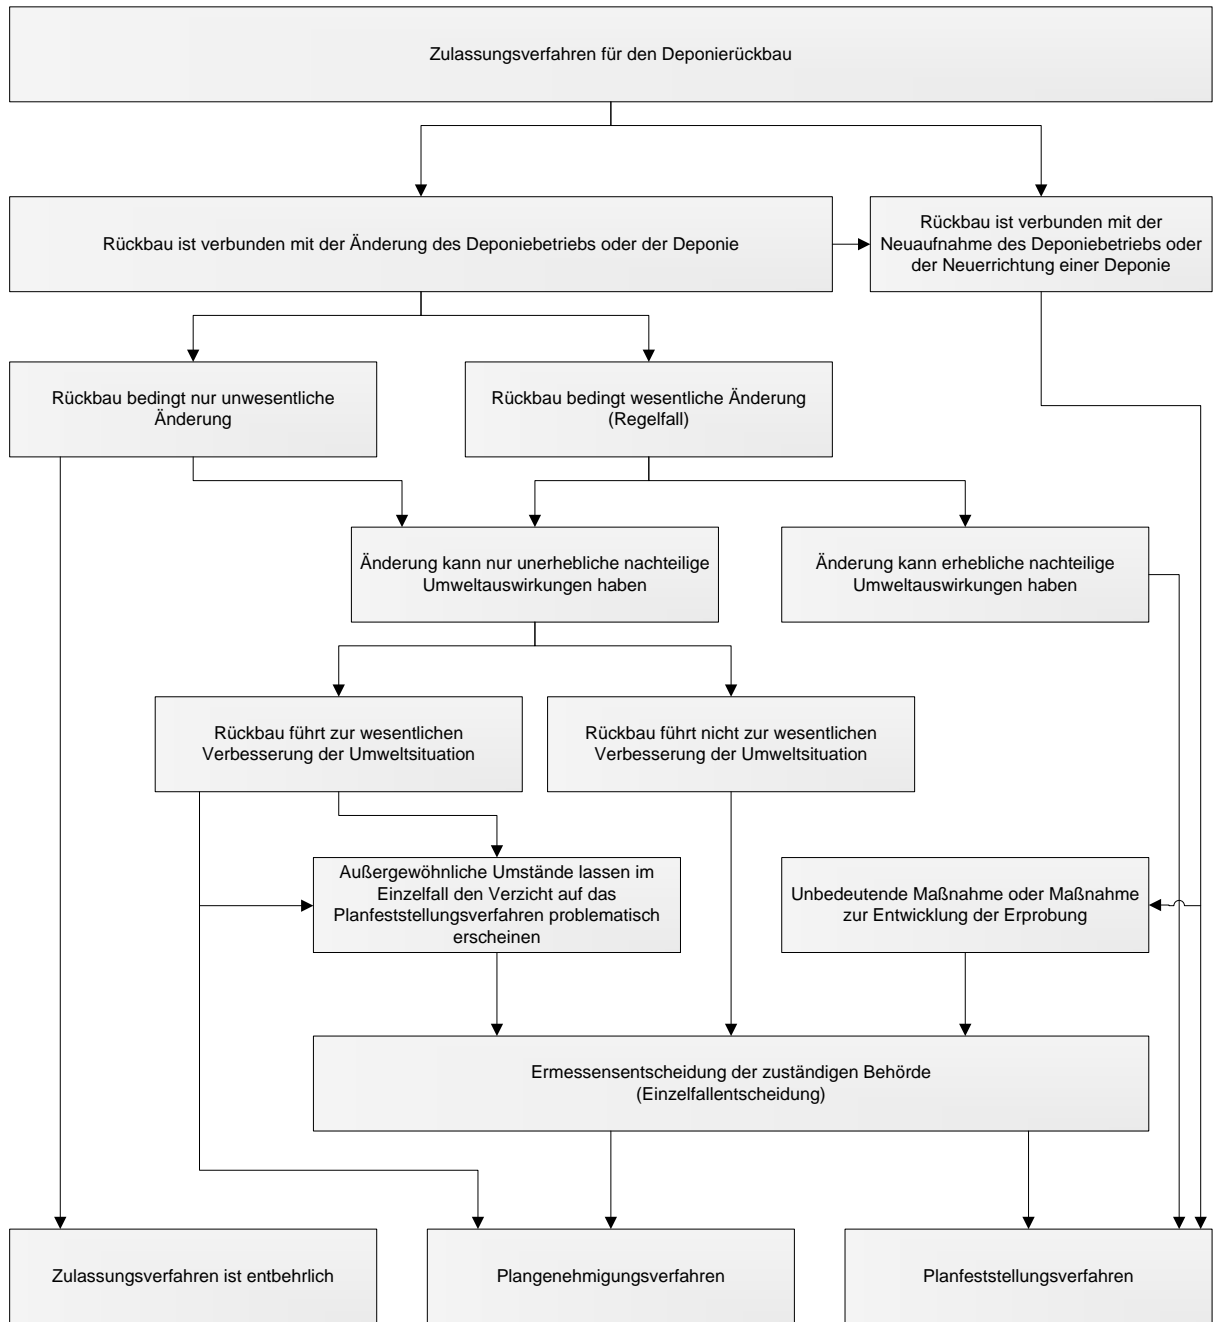 Zulassungsverfahren für den Deponierückbau
Rückbau ist verbunden mit der Änderung des Deponiebetriebs oder der Deponie
Rückbau ist verbunden mit der
Neuaufnahme des Deponiebetriebs oder
der Neuerrichtung einer Deponie
Rückbau bedingt nur unwesentliche
Änderung
Rückbau bedingt wesentliche Änderung
(Regelfall)
Änderung kann nur unerhebliche nachteilige
Umweltauswirkungen haben
Änderung kann erhebliche nachteilige
Umweltauswirkungen haben
Rückbau führt zur wesentlichen
Verbesserung der Umweltsituation
Rückbau führt nicht zur wesentlichen
Verbesserung der Umweltsituation
Außergewöhnliche Umstände lassen im
Einzelfall den Verzicht auf das
Planfeststellungsverfahren problematisch
erscheinen
Unbedeutende Maßnahme oder Maßnahme
zur Entwicklung der Erprobung
Ermessensentscheidung der zuständigen Behörde
(Einzelfallentscheidung)
Zulassungsverfahren ist entbehrlich
Plangenehmigungsverfahren
Planfeststellungsverfahren